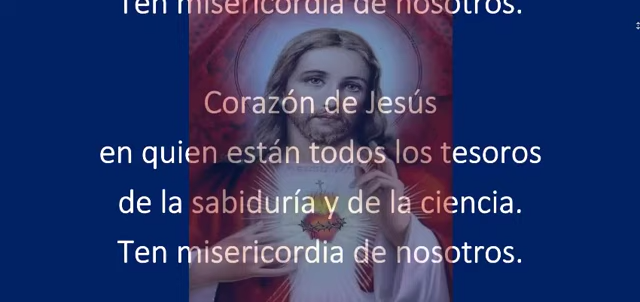 Ten misericordia de nosotros.
Corazón de Jesús
en quien están todos los tesoros
de la sabiduría y de la ciencia.
Ten misericordia de nosotros.